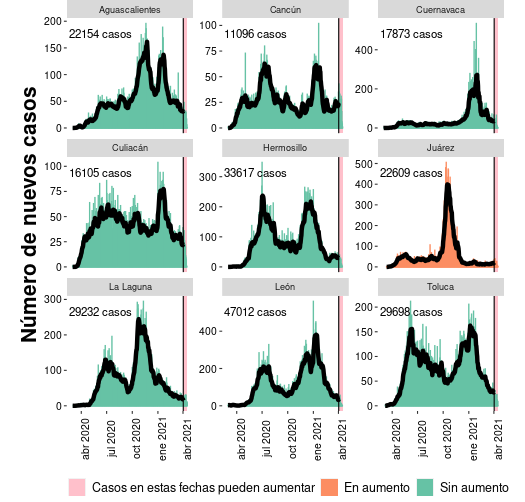 Número de nuevos casos
Aguascalientes
22154 casos
200
150
100
50
0
Cancún
11096 casos
100
75
50
25
0
Cuernavaca
17873 casos
400
200
0
Culiacán
16105 casos
100
75
50
25
0
Hermosillo
33617 casos
300
200
100
0
Juárez
22609 casos
500
400
300
200
100
0
La Laguna
29232 casos
300
200
100
0
León
47012 casos
400
200
0
Toluca
29698 casos
200
150
100
50
0
abr 2020 jul 2020 oct 2020 ene 2021 abr 2021
abr 2020 jul 2020 oct 2020 ene 2021 abr 2021
abr 2020 jul 2020 oct 2020 ene 2021 abr 2021
Casos en estas fechas pueden aumentar En aumento Sin aumento